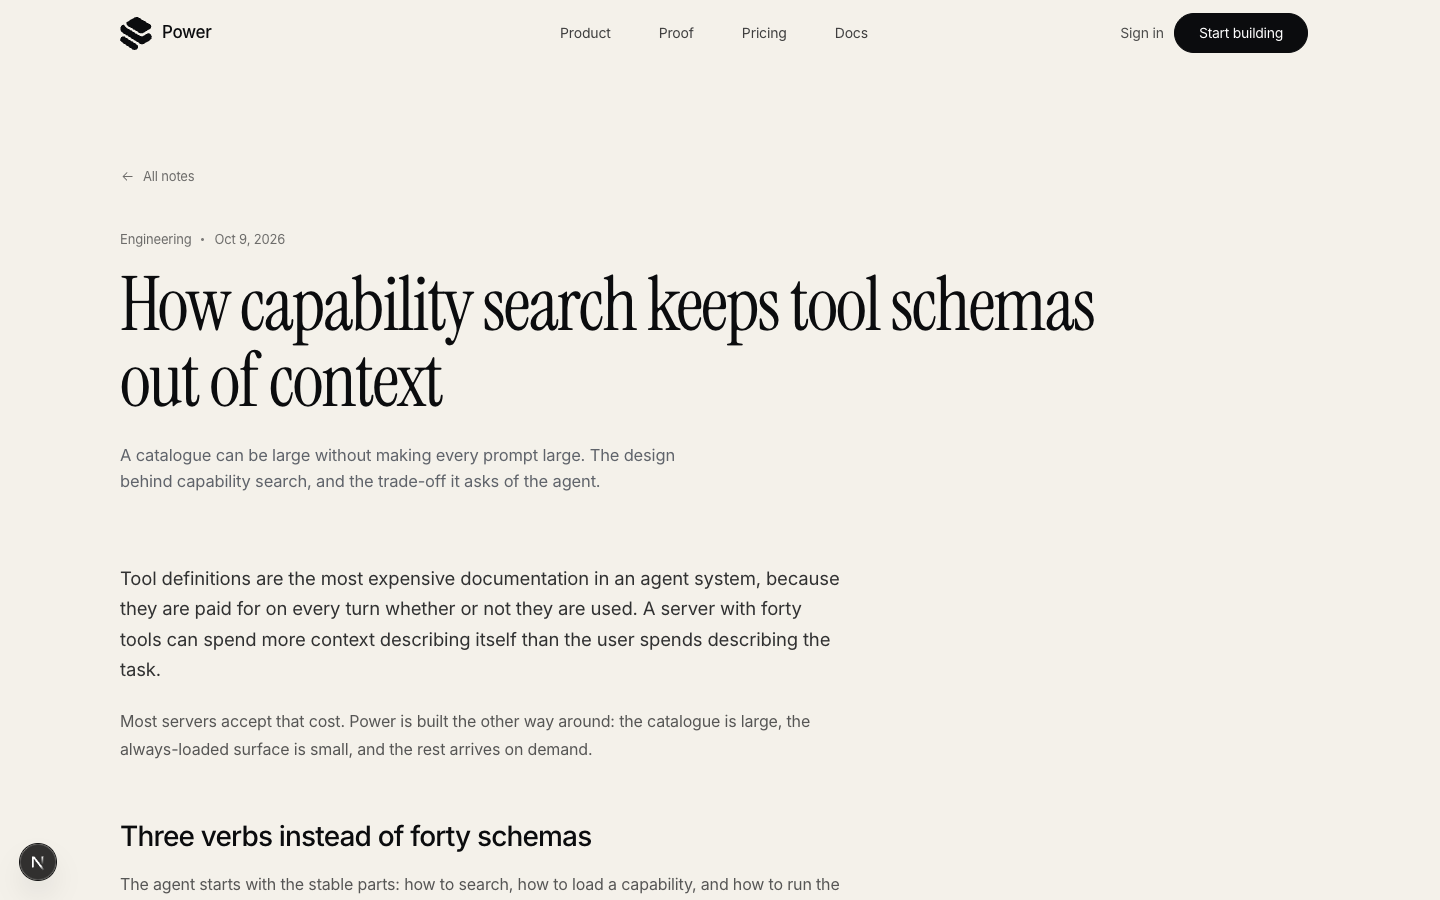 Power
Product
Proof
Pricing
Docs
Sign in
Start building
← All notes
Engineering • Oct 9, 2026
How capability search keeps tool schemas
out of context
A catalogue can be large without making every prompt large. The design
behind capability search, and the trade-off it asks of the agent.
Tool definitions are the most expensive documentation in an agent system, because
they are paid for on every turn whether or not they are used. A server with forty
tools can spend more context describing itself than the user spends describing the
task.
Most servers accept that cost. Power is built the other way around: the catalogue is large, the
always-loaded surface is small, and the rest arrives on demand.
Three verbs instead of forty schemas
The agent starts with the stable parts: how to search, how to load a capability, and how to run the
N